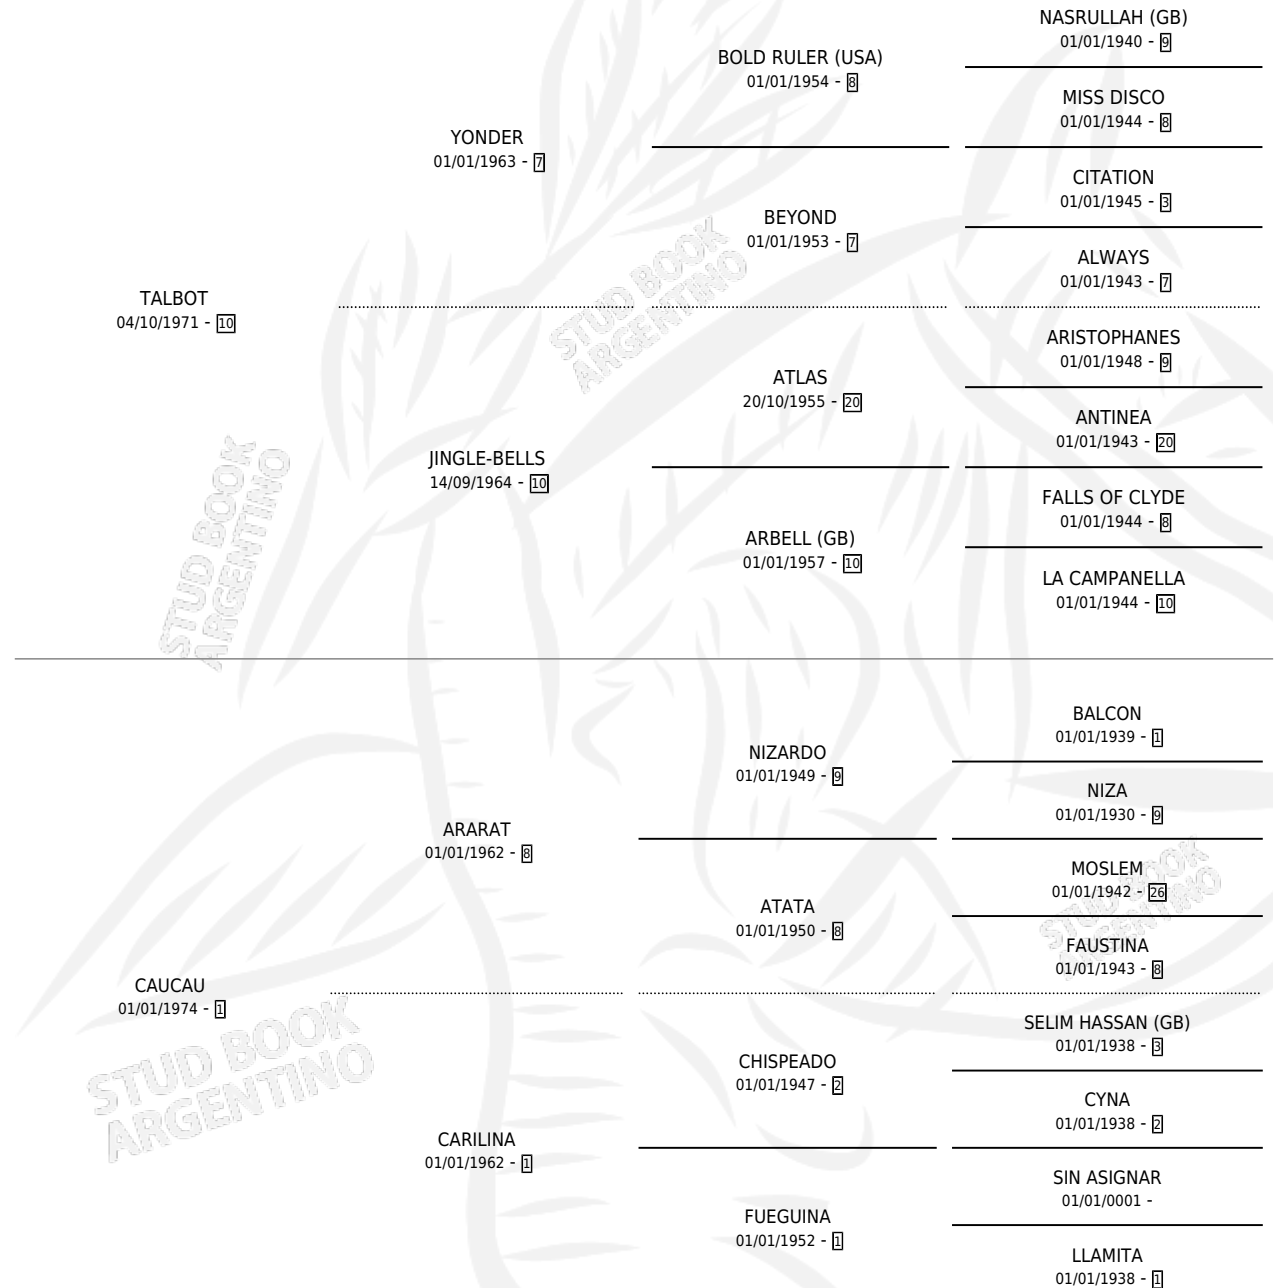 NASRULLAH (GB)
01/01/1940 - 9
BOLD RULER (USA)
01/01/1954 - 8
MISS DISCO
01/01/1944 - 8
YONDER
01/01/1963 - 7
CITATION
01/01/1945 - 3
BEYOND
01/01/1953 - 7
ALWAYS
01/01/1943 - 7
TALBOT
04/10/1971 - 10
ARISTOPHANES
01/01/1948 - 9
ATLAS
20/10/1955 - 20
ANTINEA
01/01/1943 - 20
JINGLE-BELLS
14/09/1964 - 10
FALLS OF CLYDE
01/01/1944 - 8
ARBELL (GB)
01/01/1957 - 10
LA CAMPANELLA
01/01/1944 - 10
BALCON
01/01/1939 - 1
NIZARDO
01/01/1949 - 9
NIZA
01/01/1930 - 9
ARARAT
01/01/1962 - 8
MOSLEM
01/01/1942 - 26
ATATA
01/01/1950 - 8
FAUSTINA
01/01/1943 - 8
CAUCAU
01/01/1974 - 1
SELIM HASSAN (GB)
01/01/1938 - 3
CHISPEADO
01/01/1947 - 2
CYNA
01/01/1938 - 2
CARILINA
01/01/1962 - 1
SIN ASIGNAR
01/01/0001 -
FUEGUINA
01/01/1952 - 1
LLAMITA
01/01/1938 - 1
STUD BOOK
ARGENTINO
STUD BOOK
ARGENTINO
STUD BOOK
ARGENTINO
STUD BOOK
ARGENTINO